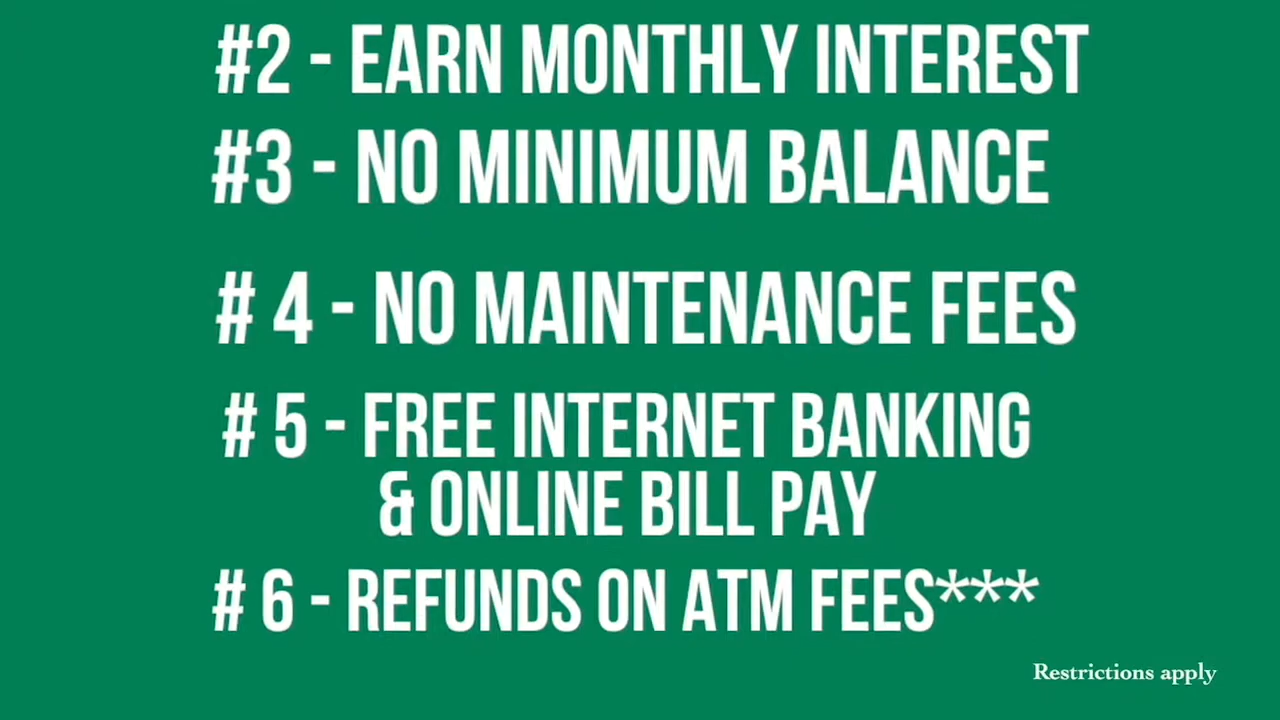 #2 - EARN MONTHLY INTEREST
#3 - NO MINIMUM BALANCE
# 4 - NO MAINTENANCE FEES
# 5 - FREE INTERNET BANKING
& ONLINE BILL PAY
# 6 - REFUNDS ON ATM FEES***
Restrictions apply